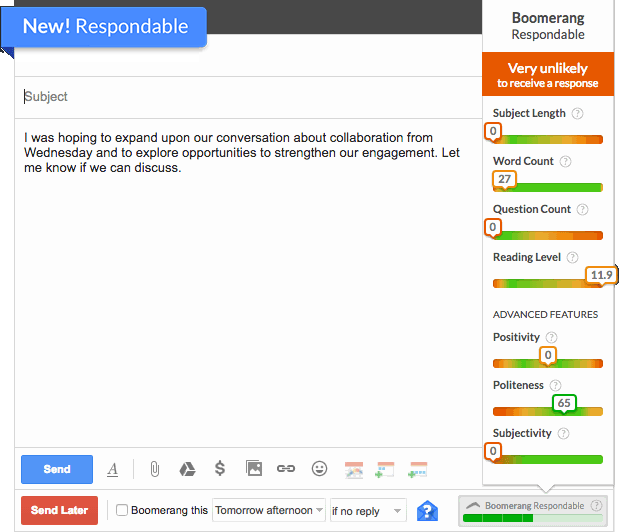 New! Respondable
Subject
I was hoping to expand upon our conversation about collaboration from
Wednesday and to explore opportunities to strengthen our engagement. Let
me know if we can discuss.
Send
A
$
Send Later
Boomerang this
Tomorrow afternoon
if no reply
?
Boomerang
Respondable
Very unlikely
to receive a response
Subject Length ?
0
Word Count ?
27
Question Count ?
0
Reading Level ?
11.9
ADVANCED FEATURES
Positivity ?
0
Politeness ?
65
Subjectivity ?
0
Boomerang Respondable ?